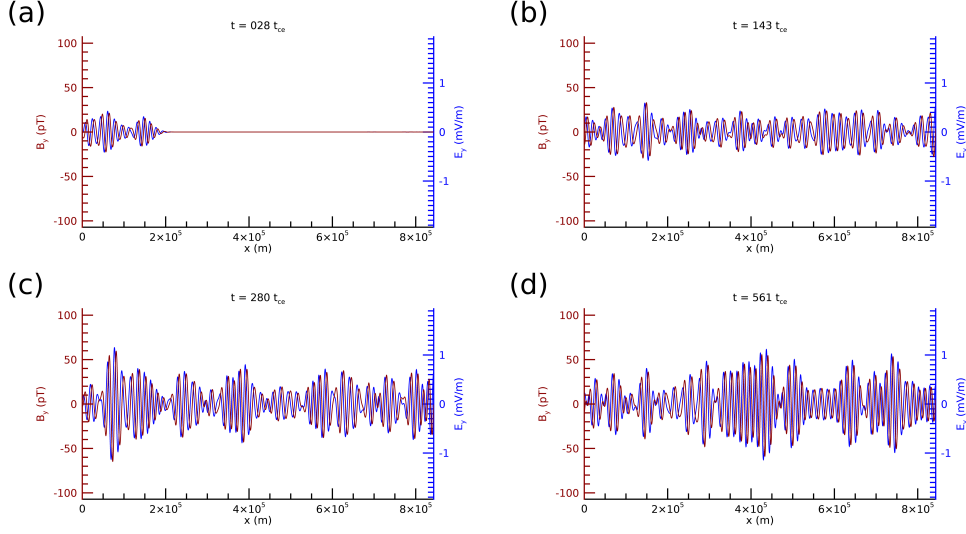 (a)
t = 028 t_ce
100
50
0
-50
-100
B_y (pT)
1
0
-1
E_y (mV/m)
0 2×10^5 4×10^5 6×10^5 8×10^5
x (m)
(b)
t = 143 t_ce
100
50
0
-50
-100
B_y (pT)
1
0
-1
E_y (mV/m)
0 2×10^5 4×10^5 6×10^5 8×10^5
x (m)
(c)
t = 280 t_ce
100
50
0
-50
-100
B_y (pT)
1
0
-1
E_y (mV/m)
0 2×10^5 4×10^5 6×10^5 8×10^5
x (m)
(d)
t = 561 t_ce
100
50
0
-50
-100
B_y (pT)
1
0
-1
E_y (mV/m)
0 2×10^5 4×10^5 6×10^5 8×10^5
x (m)